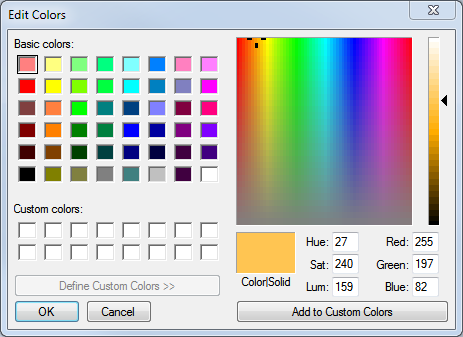 Edit Colors
Basic colors:
Custom colors:
Define Custom Colors >>
OK
Cancel
Color|Solid
Hue: 27
Sat: 240
Lum: 159
Red: 255
Green: 197
Blue: 82
Add to Custom Colors